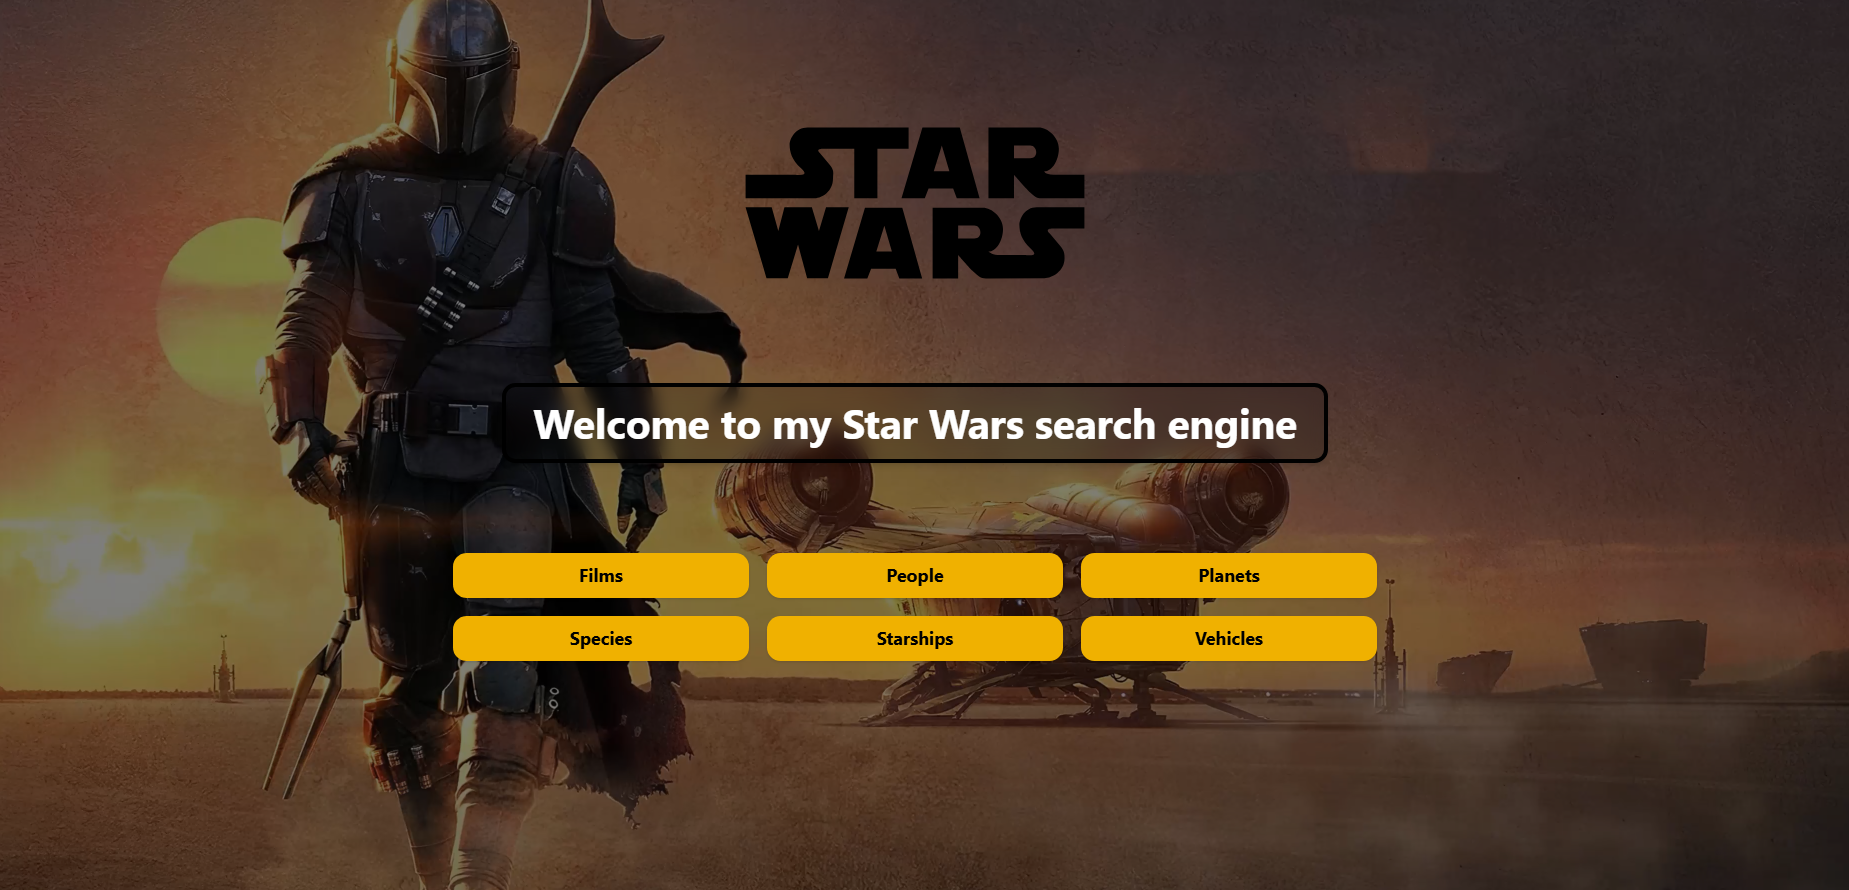 STAR
WARS
Welcome to my Star Wars search engine
Films
People
Planets
Species
Starships
Vehicles